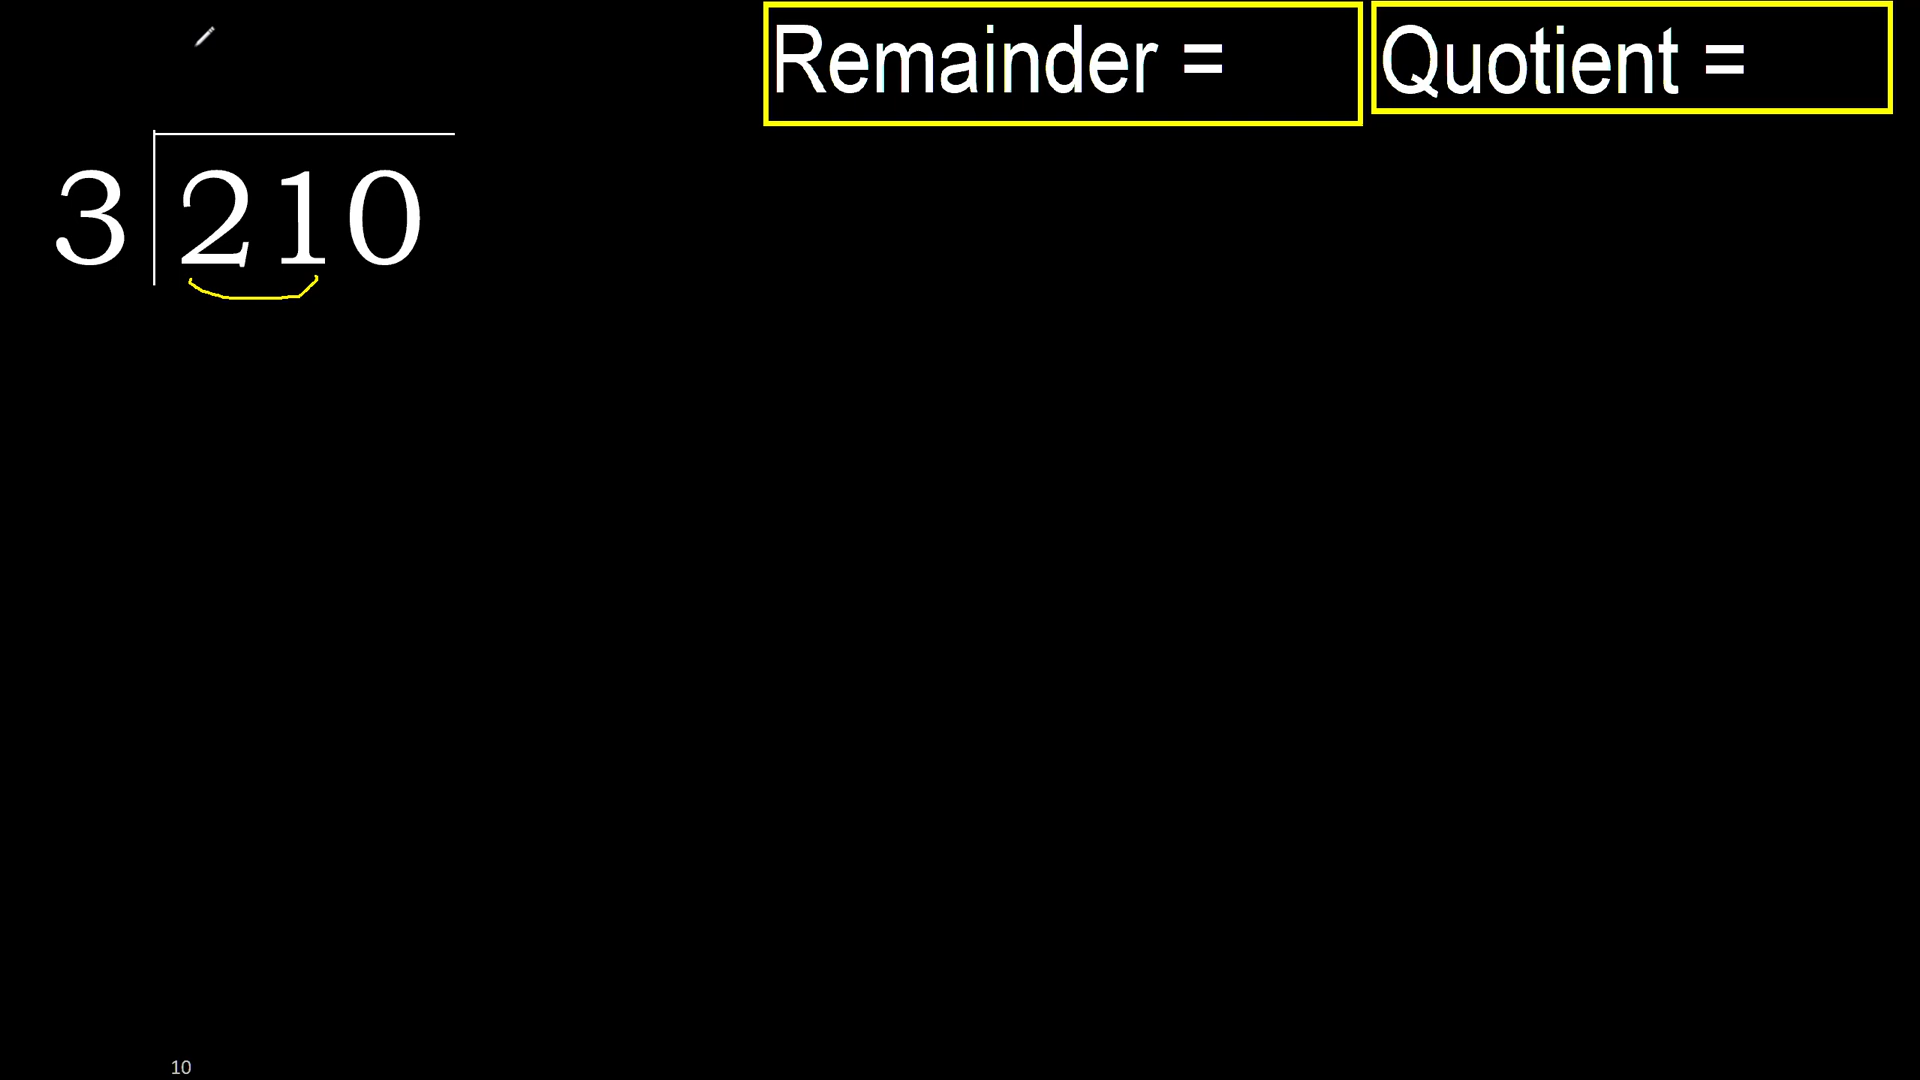 Remainder =
Quotient =
3 210
10